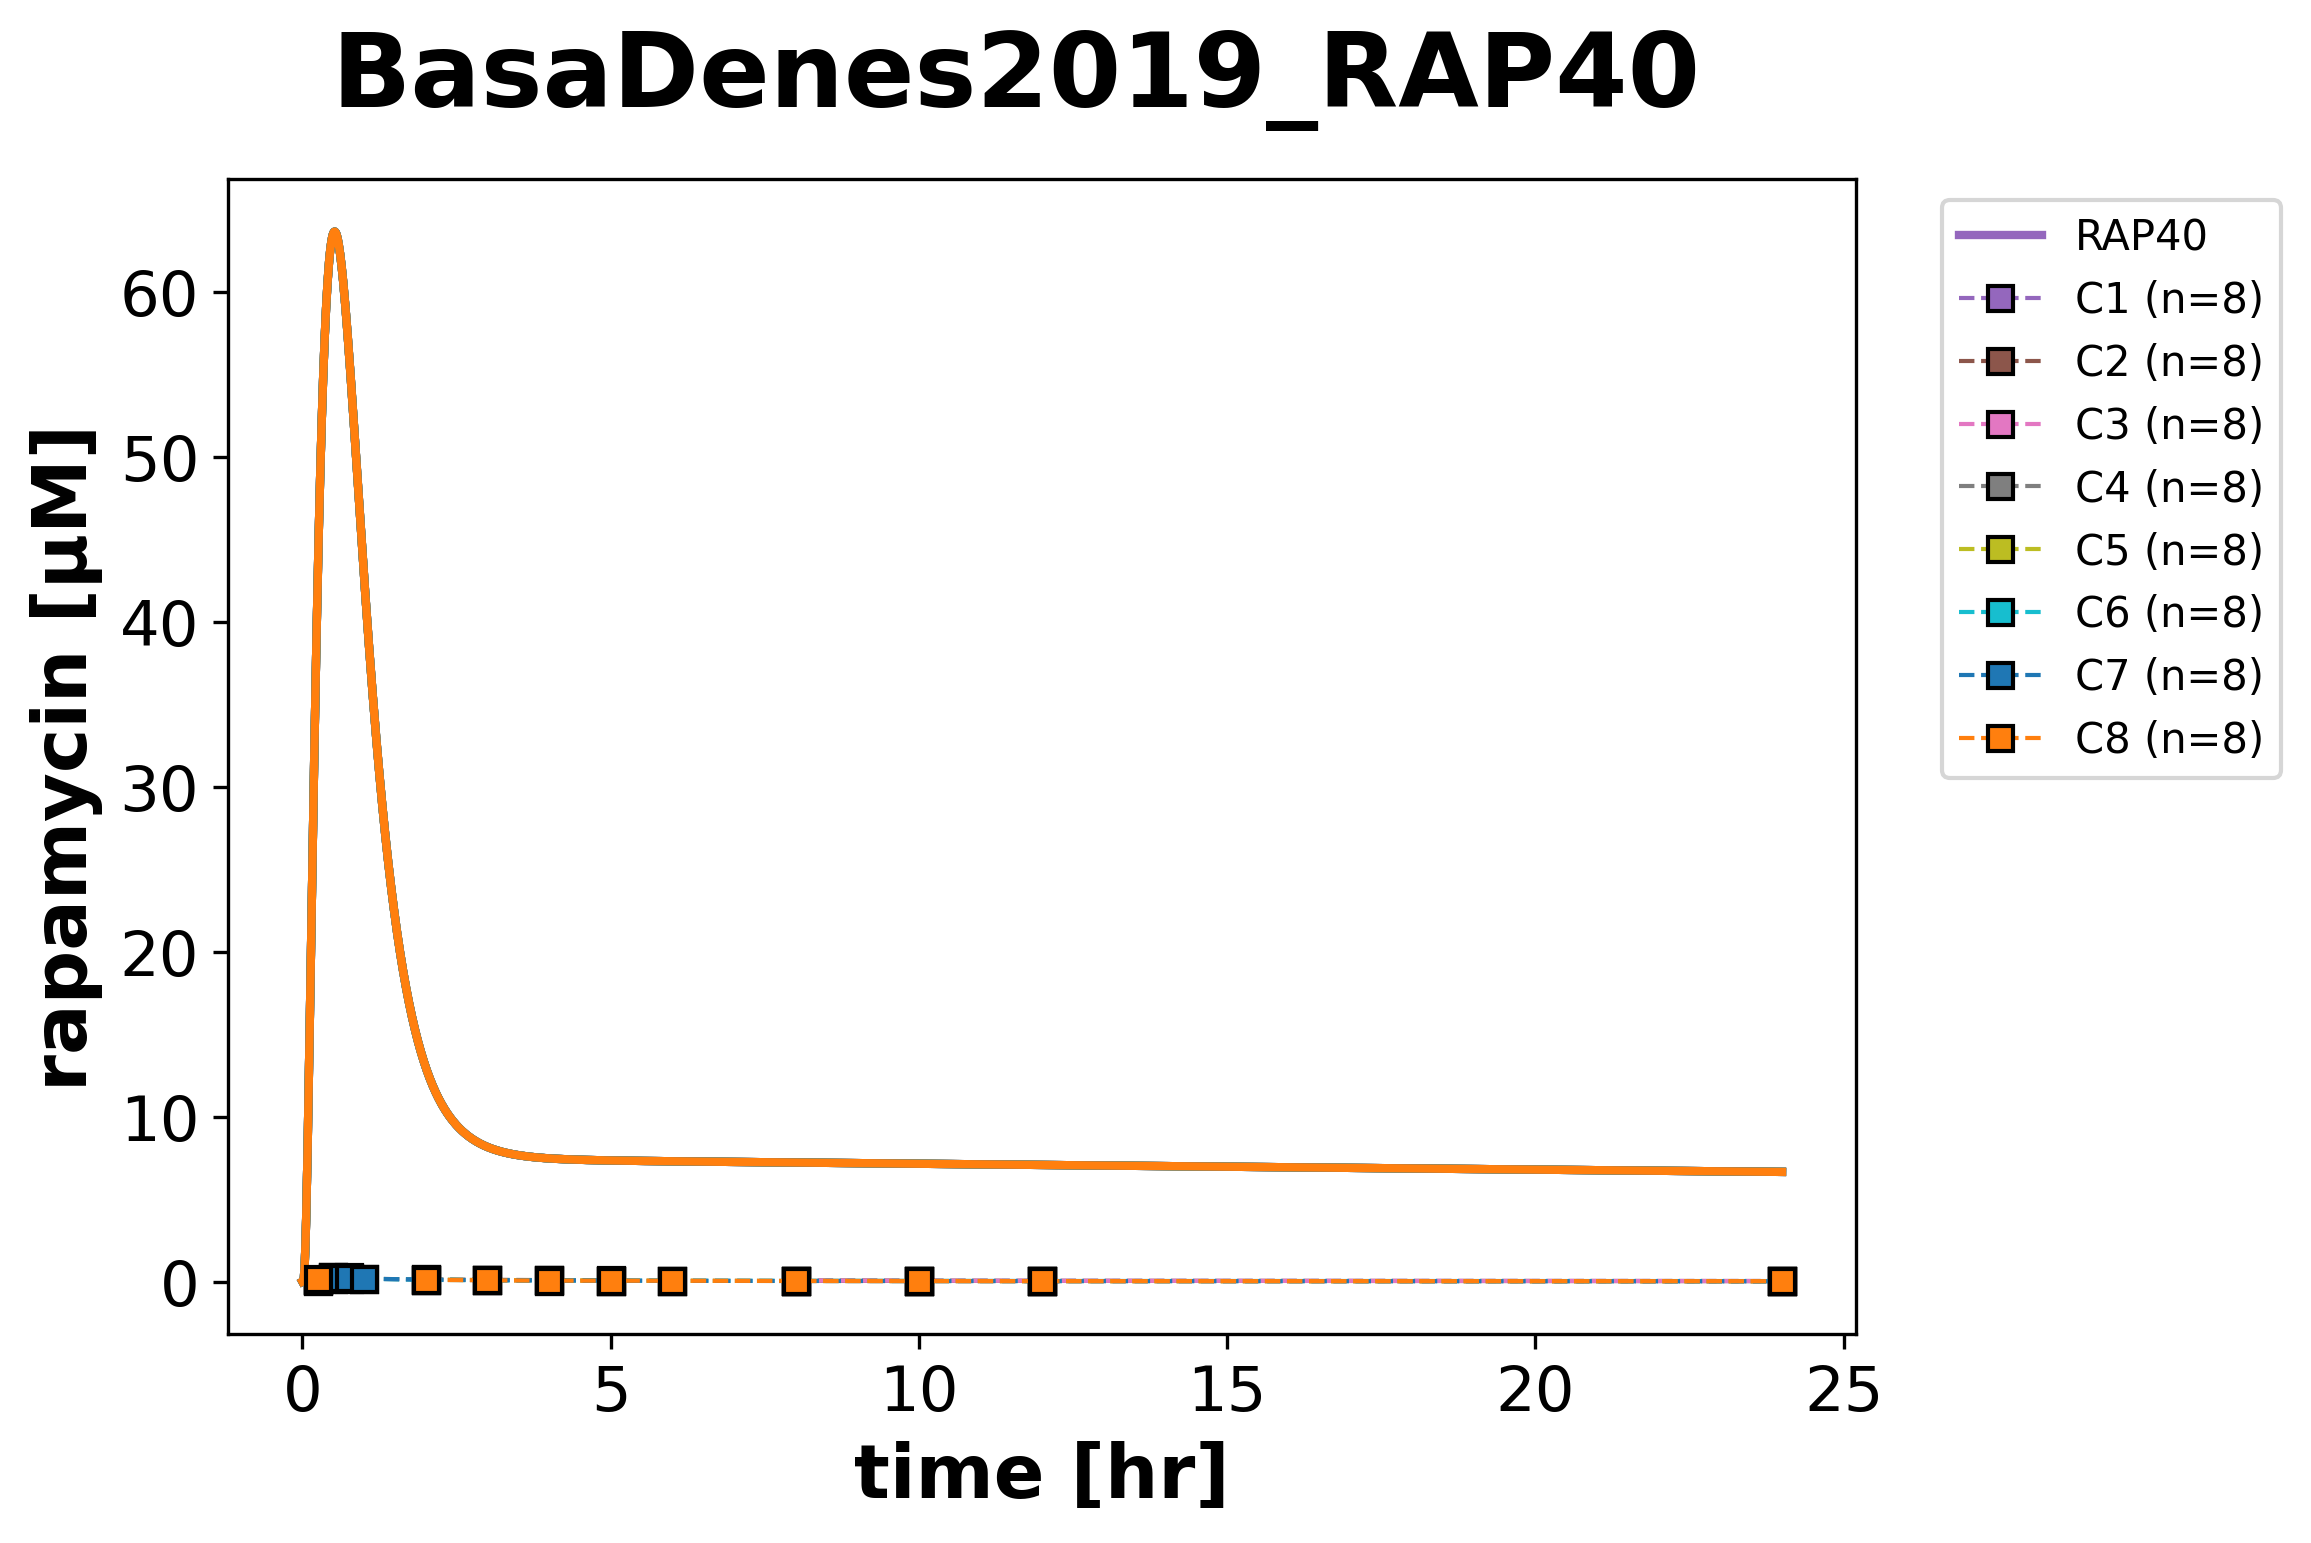 BasaDenes2019_RAP40
rapamycin [µM]
60
50
40
30
20
10
0
0 5 10 15 20 25
time [hr]
RAP40
C1 (n=8)
C2 (n=8)
C3 (n=8)
C4 (n=8)
C5 (n=8)
C6 (n=8)
C7 (n=8)
C8 (n=8)